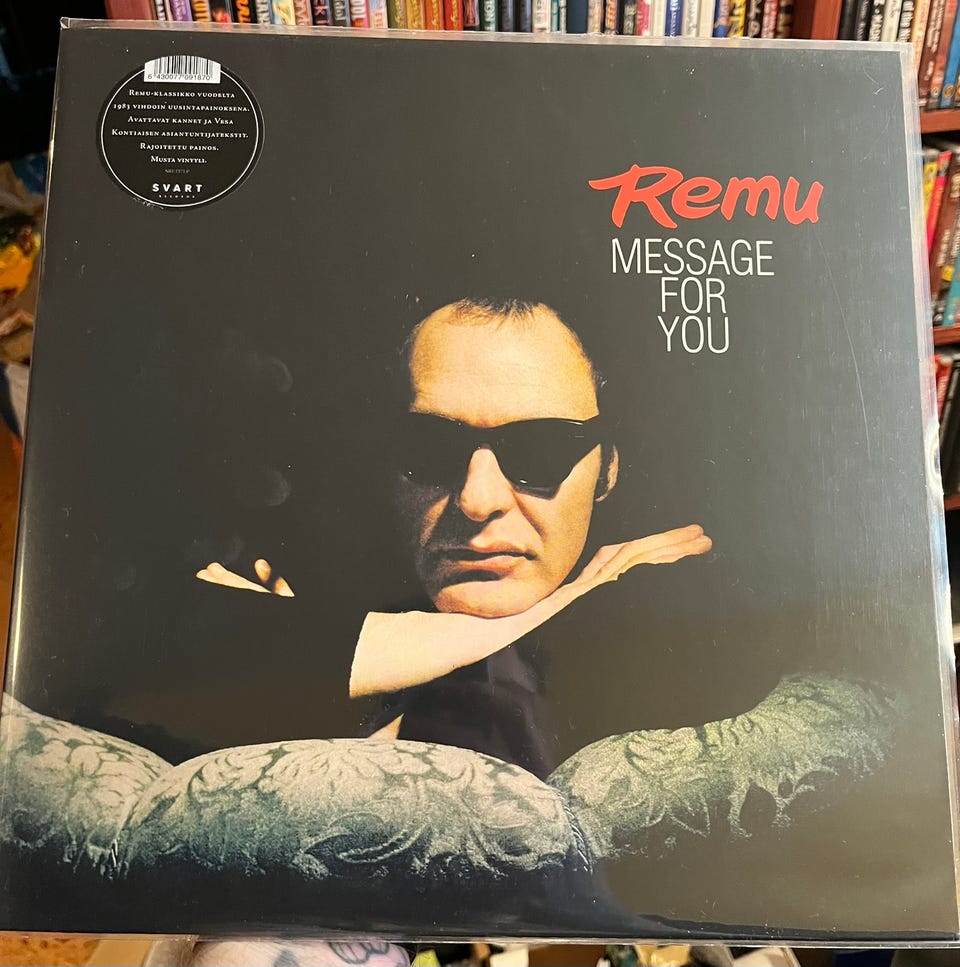 6 430077 091870
Remu-klassikko vuodelta
1983 vihdoin uusintapainoksena.
Avattavat kannet ja Vesa
Kontiaisen asiantuntijatekstit.
Rajoitettu painos.
Musta vinyyli.
SVART
RECORDS
Remu
MESSAGE
FOR
YOU